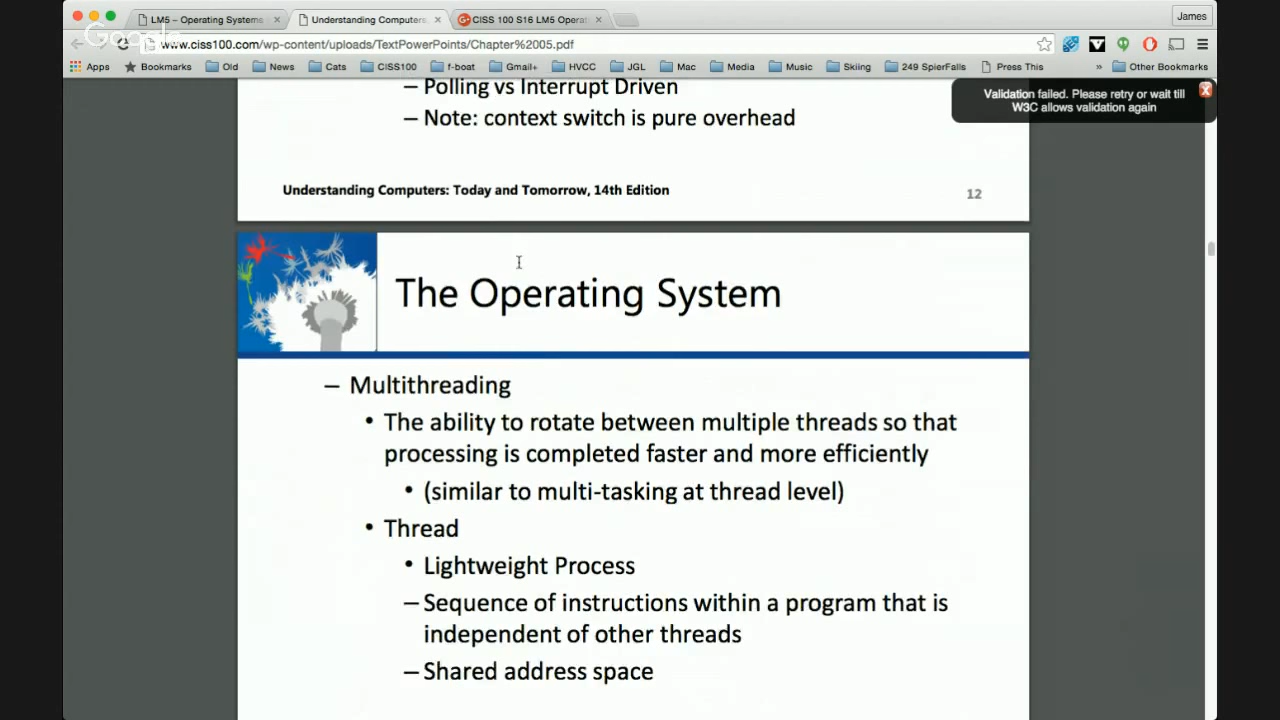 LM5 – Operating Systems
Understanding Computers,
CISS 100 S16 LM5 Operat
James
Google
www.ciss100.com/wp-content/uploads/TextPowerPoints/Chapter%2005.pdf
Apps
Bookmarks
Old
News
Cats
CISS100
f-boat
Gmail+
HVCC
JGL
Mac
Media
Music
Skiing
249 SpierFalls
Press This
»
Other Bookmarks
Validation failed. Please retry or wait till
W3C allows validation again
– Polling vs Interrupt Driven
– Note: context switch is pure overhead
Understanding Computers: Today and Tomorrow, 14th Edition
12
The Operating System
– Multithreading
• The ability to rotate between multiple threads so that
processing is completed faster and more efficiently
• (similar to multi-tasking at thread level)
• Thread
• Lightweight Process
– Sequence of instructions within a program that is
independent of other threads
– Shared address space